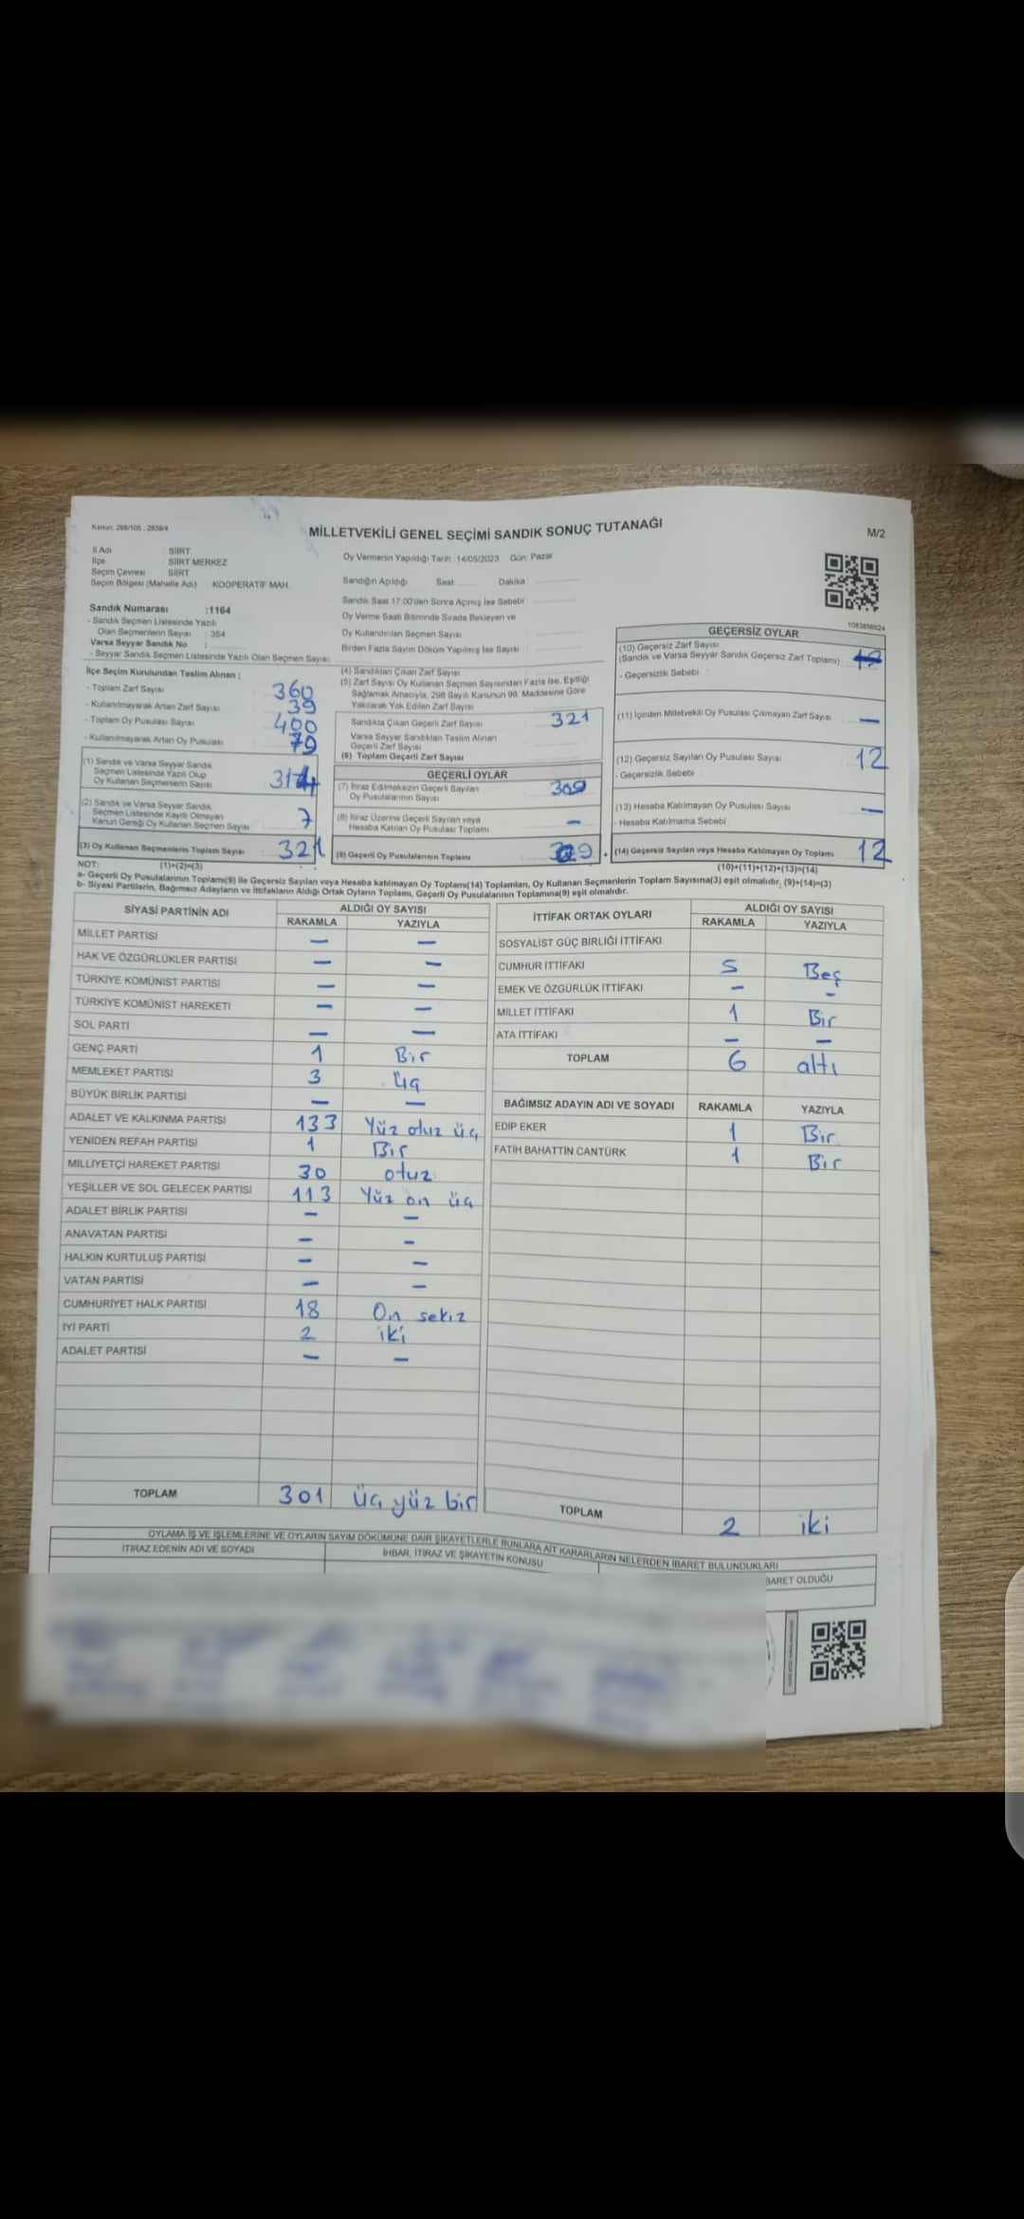 Kanun: 298/105 ; 2839/4
MİLLETVEKİLİ GENEL SEÇİMİ SANDIK SONUÇ TUTANAĞI
M/2
İl Adı SİİRT
İlçe SİİRT MERKEZ
Seçim Çevresi SİİRT
Seçim Bölgesi (Mahalle Adı) KOOPERATİF MAH.
Oy Vermenin Yapıldığı Tarih: 14/05/2023 Gün: Pazar
Sandığın Açıldığı Saat Dakika
Sandık Saat 17:00'den Sonra Açılmış İse Sebebi
Oy Verme Saati Bitiminde Sırada Bekleyen ve
Oy Kullandırılan Seçmen Sayısı
Birden Fazla Sayım Döküm Yapılmış İse Sayısı
Sandık Numarası :1164
- Sandık Seçmen Listesinde Yazılı
Olan Seçmenlerin Sayısı : 354
Varsa Seyyar Sandık No :
- Seyyar Sandık Seçmen Listesinde Yazılı Olan Seçmen Sayısı:
İlçe Seçim Kurulundan Teslim Alınan :
- Toplam Zarf Sayısı 360
- Kullanılmayarak Artan Zarf Sayısı 39
- Toplam Oy Pusulası Sayısı 400
- Kullanılmayarak Artan Oy Pusulası 79
(1) Sandık ve Varsa Seyyar Sandık
Seçmen Listesinde Yazılı Olup
Oy Kullanan Seçmenlerin Sayısı 314
(2) Sandık ve Varsa Seyyar Sandık
Seçmen Listesinde Kayıtlı Olmayan
Kanun Gereği Oy Kullanan Seçmen Sayısı 7
(3) Oy Kullanan Seçmenlerin Toplam Sayısı 321
(1)+(2)=(3)
(4) Sandıktan Çıkan Zarf Sayısı
(5) Zarf Sayısı Oy Kullanan Seçmen Sayısından Fazla İse, Eşitliği
Sağlamak Amacıyla, 298 Sayılı Kanunun 98. Maddesine Göre
Yakılarak Yok Edilen Zarf Sayısı
Sandıkta Çıkan Geçerli Zarf Sayısı 321
Varsa Seyyar Sandıktan Teslim Alınan
Geçerli Zarf Sayısı
(6) Toplam Geçerli Zarf Sayısı
GEÇERLİ OYLAR
(7) İtiraz Edilmeksizin Geçerli Sayılan
Oy Pusulalarının Sayısı 309
(8) İtiraz Üzerine Geçerli Sayılan veya
Hesaba Katılan Oy Pusulası Toplamı –
(9) Geçerli Oy Pusulalarının Toplamı 309 +
1083858924
GEÇERSİZ OYLAR
(10) Geçersiz Zarf Sayısı
(Sandık ve Varsa Seyyar Sandık Geçersiz Zarf Toplamı)
- Geçersizlik Sebebi
(11) İçinden Milletvekili Oy Pusulası Çıkmayan Zarf Sayısı –
(12) Geçersiz Sayılan Oy Pusulası Sayısı 12
- Geçersizlik Sebebi
(13) Hesaba Katılmayan Oy Pusulası Sayısı –
- Hesaba Katılmama Sebebi
(14) Geçersiz Sayılan veya Hesaba Katılmayan Oy Toplamı 12
(10)+(11)+(12)+(13)=(14)
NOT:
a- Geçerli Oy Pusulalarının Toplamı(9) ile Geçersiz Sayılan veya Hesaba katılmayan Oy Toplamı(14) Toplamları, Oy Kullanan Seçmenlerin Toplam Sayısına(3) eşit olmalıdır. (9)+(14)=(3)
b- Siyasi Partilerin, Bağımsız Adayların ve İttifakların Aldığı Ortak Oyların Toplamı, Geçerli Oy Pusulalarının Toplamına(9) eşit olmalıdır.
SİYASİ PARTİNİN ADI ALDIĞI OY SAYISI
RAKAMLA YAZIYLA
MİLLET PARTİSİ – –
HAK VE ÖZGÜRLÜKLER PARTİSİ – –
TÜRKİYE KOMÜNİST PARTİSİ – –
TÜRKİYE KOMÜNİST HAREKETİ – –
SOL PARTİ – –
GENÇ PARTİ 1 Bir
MEMLEKET PARTİSİ 3 üç
BÜYÜK BİRLİK PARTİSİ – –
ADALET VE KALKINMA PARTİSİ 133 Yüz otuz üç
YENİDEN REFAH PARTİSİ 1 Bir
MİLLİYETÇİ HAREKET PARTİSİ 30 otuz
YEŞİLLER VE SOL GELECEK PARTİSİ 113 Yüz on üç
ADALET BİRLİK PARTİSİ – –
ANAVATAN PARTİSİ – –
HALKIN KURTULUŞ PARTİSİ – –
VATAN PARTİSİ – –
CUMHURİYET HALK PARTİSİ 18 On sekiz
İYİ PARTİ 2 iki
ADALET PARTİSİ – –
TOPLAM 301 üç yüz bir
İTTİFAK ORTAK OYLARI ALDIĞI OY SAYISI
RAKAMLA YAZIYLA
SOSYALİST GÜÇ BİRLİĞİ İTTİFAKI
CUMHUR İTTİFAKI 5 Beş
EMEK VE ÖZGÜRLÜK İTTİFAKI – –
MİLLET İTTİFAKI 1 Bir
ATA İTTİFAKI – –
TOPLAM 6 altı
BAĞIMSIZ ADAYIN ADI VE SOYADI RAKAMLA YAZIYLA
EDİP EKER 1 Bir
FATİH BAHATTİN CANTÜRK 1 Bir
TOPLAM 2 iki
OYLAMA İŞ VE İŞLEMLERİNE VE OYLARIN SAYIM DÖKÜMÜNE DAİR ŞİKAYETLERLE BUNLARA AİT KARARLARIN NELERDEN İBARET BULUNDUKLARI
İTİRAZ EDENİN ADI VE SOYADI İHBAR, İTİRAZ VE ŞİKAYETİN KONUSU
BARET OLDUĞU